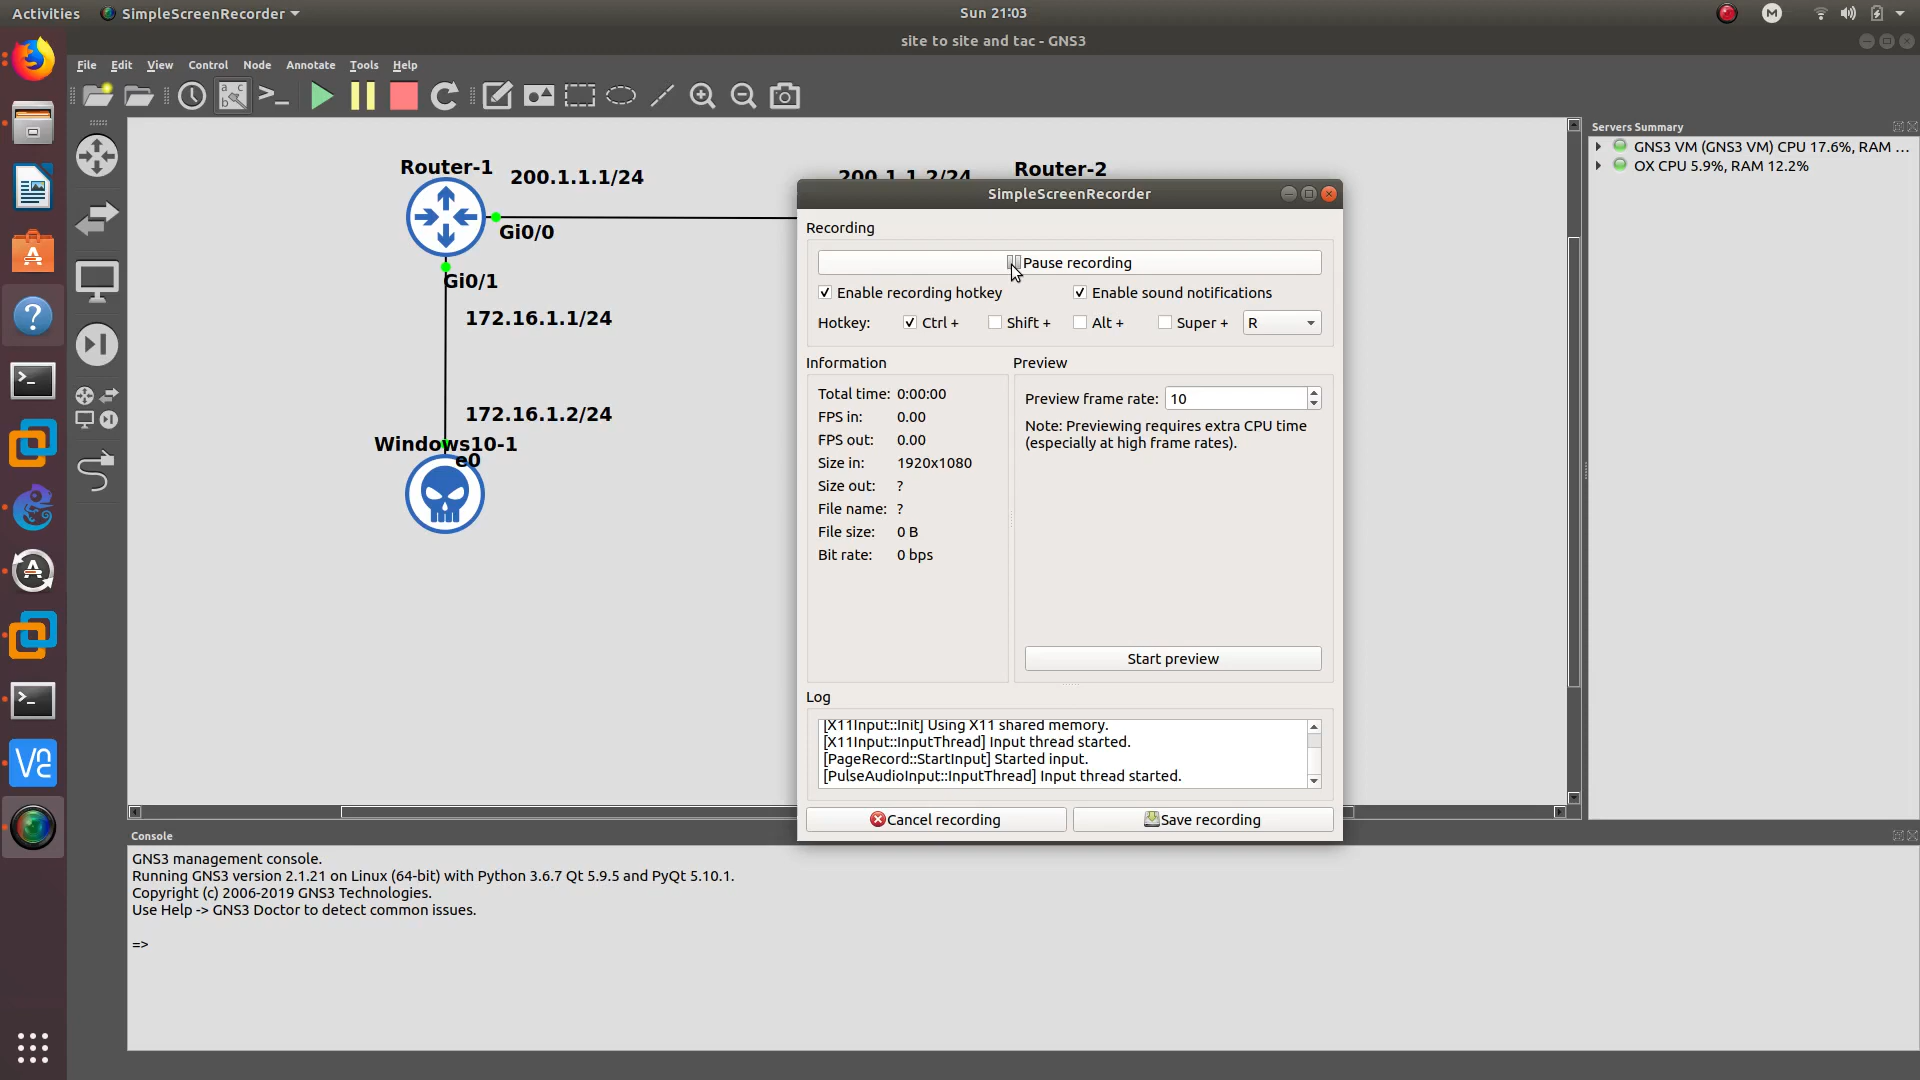 Activities
SimpleScreenRecorder
Sun 21:03
M
site to site and tac - GNS3
File Edit View Control Node Annotate Tools Help
Router-1
200.1.1.1/24
200.1.1.2/24
Router-2
Gi0/0
Gi0/1
172.16.1.1/24
172.16.1.2/24
Windows10-1
e0
Servers Summary
GNS3 VM (GNS3 VM) CPU 17.6%, RAM ...
OX CPU 5.9%, RAM 12.2%
SimpleScreenRecorder
Recording
Pause recording
Enable recording hotkey
Enable sound notifications
Hotkey: Ctrl + Shift + Alt + Super + R
Information
Total time: 0:00:00
FPS in: 0.00
FPS out: 0.00
Size in: 1920x1080
Size out: ?
File name: ?
File size: 0 B
Bit rate: 0 bps
Preview
Preview frame rate: 10
Note: Previewing requires extra CPU time
(especially at high frame rates).
Start preview
Log
[X11Input::Init] Using X11 shared memory.
[X11Input::InputThread] Input thread started.
[PageRecord::StartInput] Started input.
[PulseAudioInput::InputThread] Input thread started.
Cancel recording
Save recording
Console
GNS3 management console.
Running GNS3 version 2.1.21 on Linux (64-bit) with Python 3.6.7 Qt 5.9.5 and PyQt 5.10.1.
Copyright (c) 2006-2019 GNS3 Technologies.
Use Help -> GNS3 Doctor to detect common issues.
=>